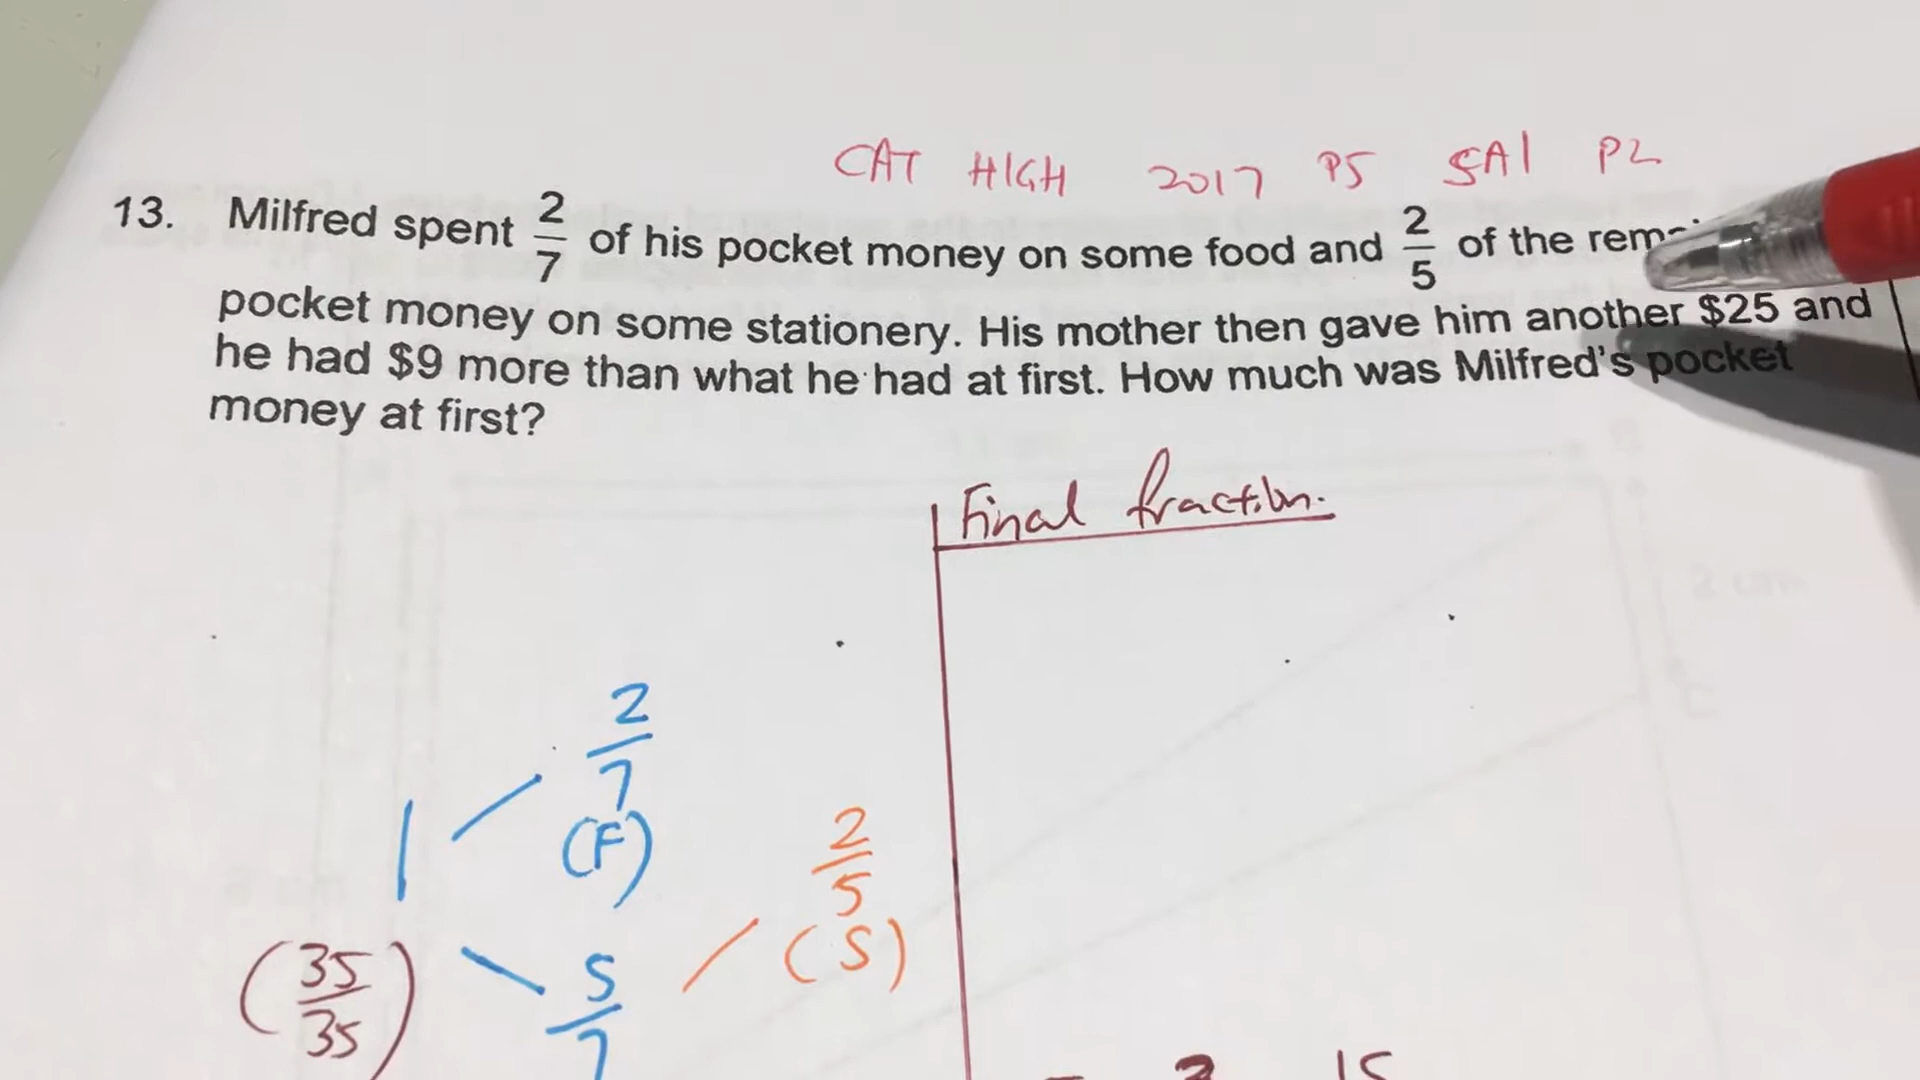 CAT HIGH 2017 P5 SA1 P2
13. Milfred spent 2/7 of his pocket money on some food and 2/5 of the
pocket money on some stationery. His mother then gave him another $25 and
he had $9 more than what he had at first. How much was Milfred's pocket
money at first?
Final fraction.
2/7
(F)
1
2/5
(S)
(35/35)
5/7
15